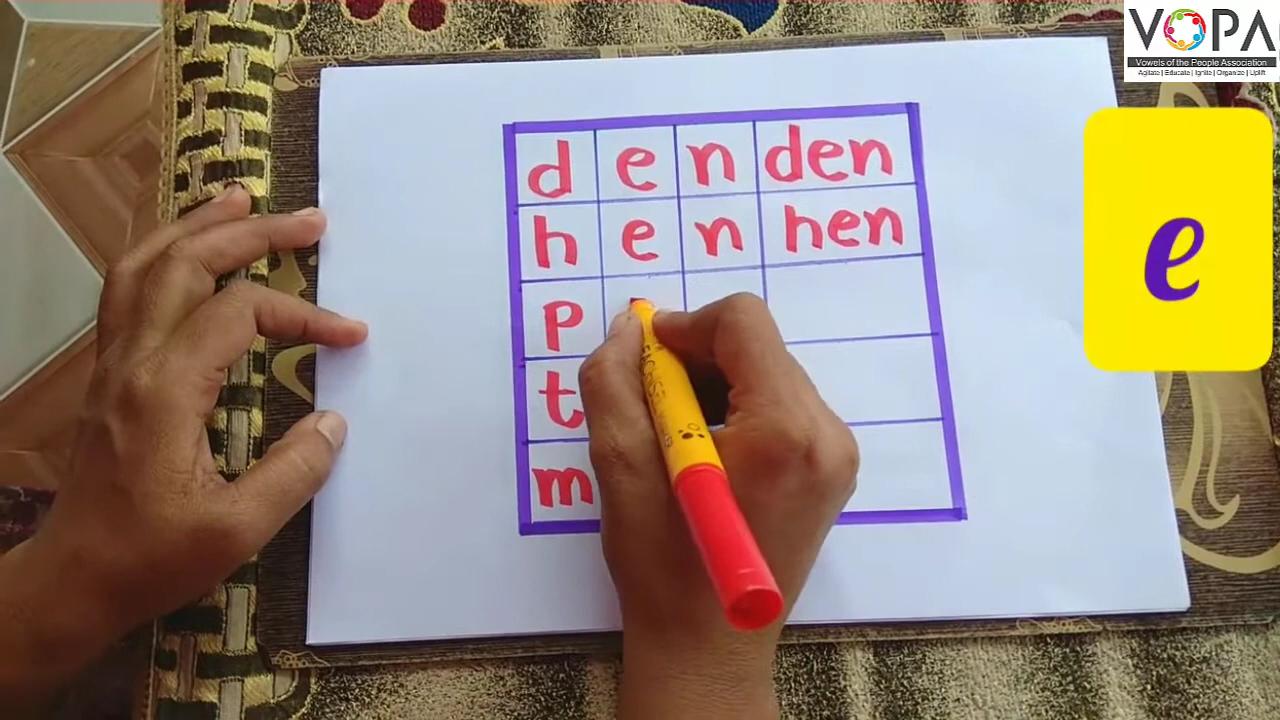 VOPA
Vowels of the People Association
Agitate | Educate | Ignite | Organize | Uplift
d e n den
h e n hen
p
t
m
e